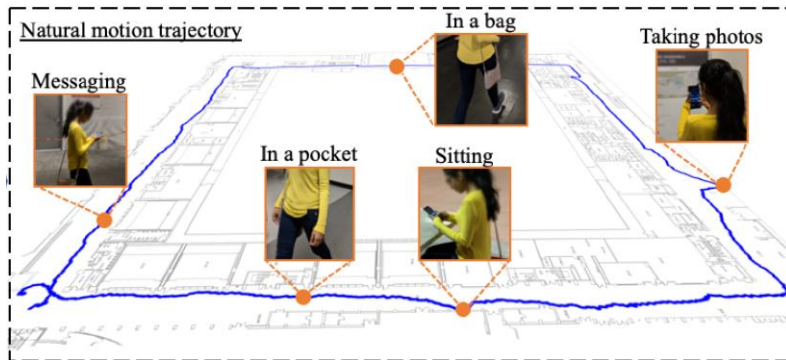 Natural motion trajectory
In a bag
Taking photos
Messaging
In a pocket
Sitting